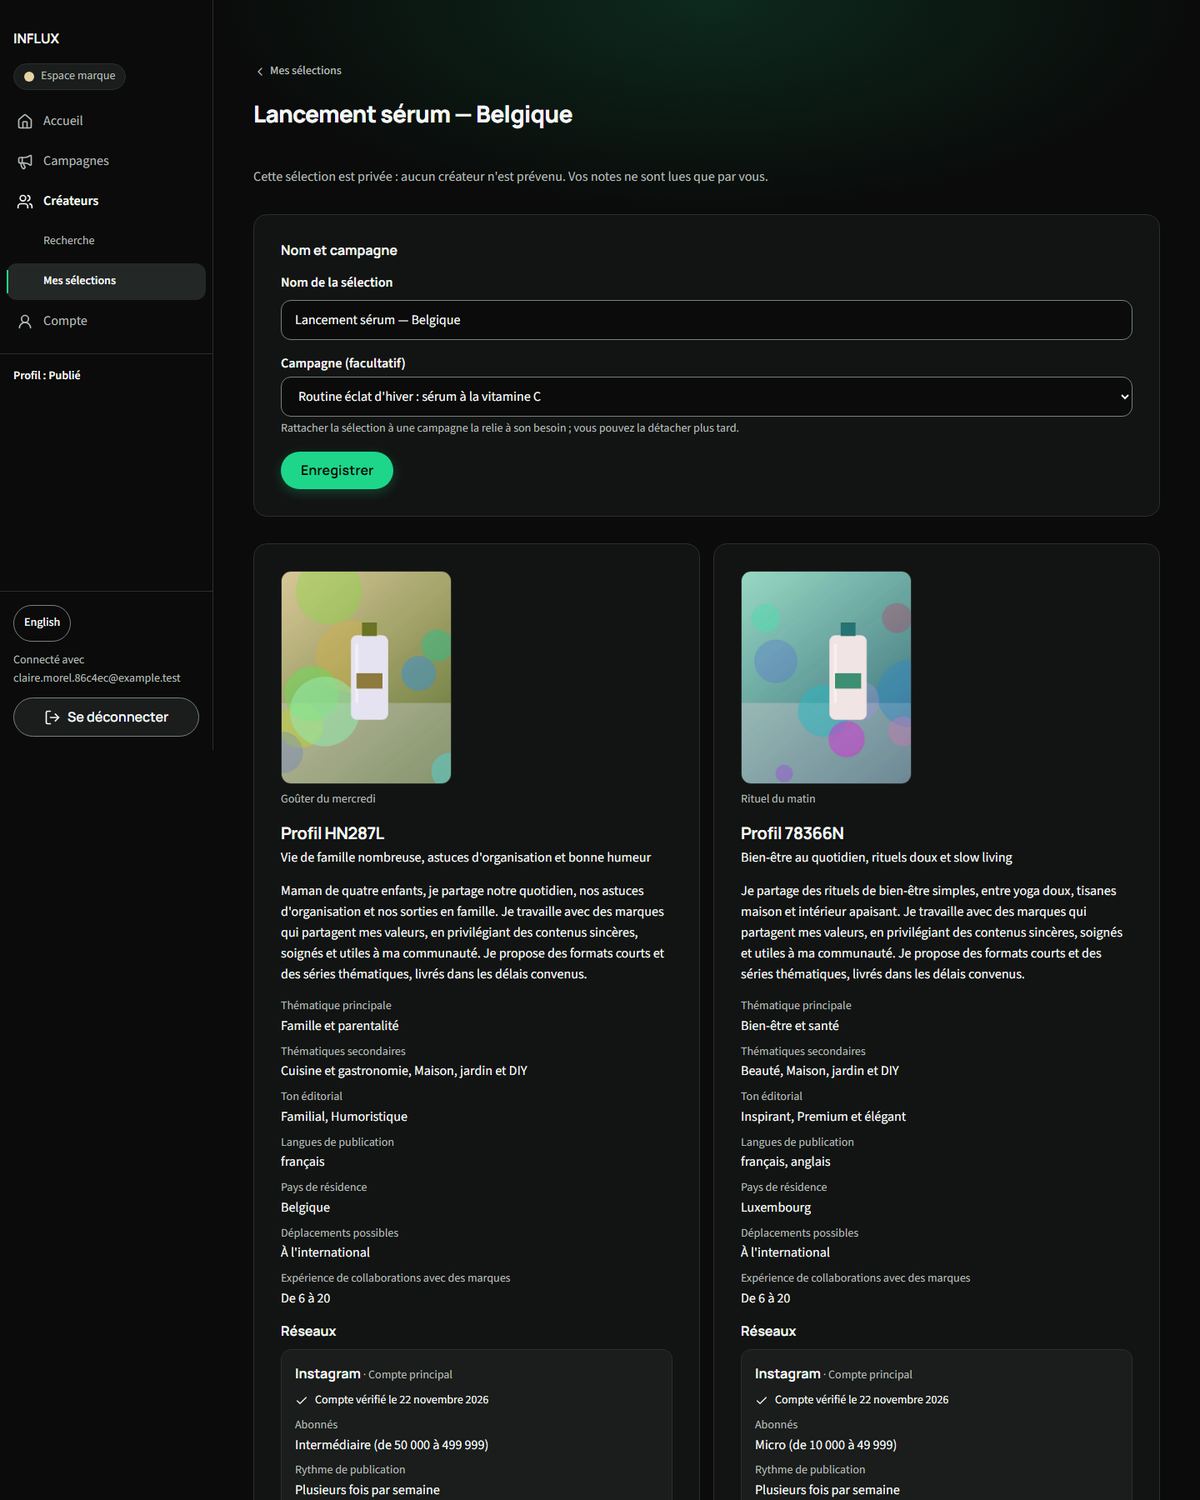 INFLUX
Espace marque
Accueil
Campagnes
Créateurs
Recherche
Mes sélections
Compte
Profil : Publié
English
Connecté avec
claire.morel.86c4ec@example.test
Se déconnecter
Mes sélections
Lancement sérum — Belgique
Cette sélection est privée : aucun créateur n'est prévenu. Vos notes ne sont lues que par vous.
Nom et campagne
Nom de la sélection
Lancement sérum — Belgique
Campagne (facultatif)
Routine éclat d'hiver : sérum à la vitamine C
Rattacher la sélection à une campagne la relie à son besoin ; vous pouvez la détacher plus tard.
Enregistrer
Goûter du mercredi
Profil HN287L
Vie de famille nombreuse, astuces d'organisation et bonne humeur
Maman de quatre enfants, je partage notre quotidien, nos astuces
d'organisation et nos sorties en famille. Je travaille avec des marques
qui partagent mes valeurs, en privilégiant des contenus sincères,
soignés et utiles à ma communauté. Je propose des formats courts et
des séries thématiques, livrés dans les délais convenus.
Thématique principale
Famille et parentalité
Thématiques secondaires
Cuisine et gastronomie, Maison, jardin et DIY
Ton éditorial
Familial, Humoristique
Langues de publication
français
Pays de résidence
Belgique
Déplacements possibles
À l'international
Expérience de collaborations avec des marques
De 6 à 20
Réseaux
Instagram · Compte principal
Compte vérifié le 22 novembre 2026
Abonnés
Intermédiaire (de 50 000 à 499 999)
Rythme de publication
Plusieurs fois par semaine
Rituel du matin
Profil 78366N
Bien-être au quotidien, rituels doux et slow living
Je partage des rituels de bien-être simples, entre yoga doux, tisanes
maison et intérieur apaisant. Je travaille avec des marques qui
partagent mes valeurs, en privilégiant des contenus sincères, soignés
et utiles à ma communauté. Je propose des formats courts et des
séries thématiques, livrés dans les délais convenus.
Thématique principale
Bien-être et santé
Thématiques secondaires
Beauté, Maison, jardin et DIY
Ton éditorial
Inspirant, Premium et élégant
Langues de publication
français, anglais
Pays de résidence
Luxembourg
Déplacements possibles
À l'international
Expérience de collaborations avec des marques
De 6 à 20
Réseaux
Instagram · Compte principal
Compte vérifié le 22 novembre 2026
Abonnés
Micro (de 10 000 à 49 999)
Rythme de publication
Plusieurs fois par semaine